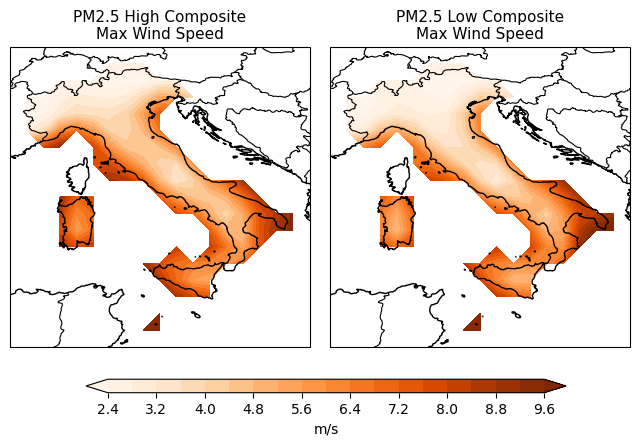 PM2.5 High Composite
Max Wind Speed
PM2.5 Low Composite
Max Wind Speed
2.4 3.2 4.0 4.8 5.6 6.4 7.2 8.0 8.8 9.6
m/s